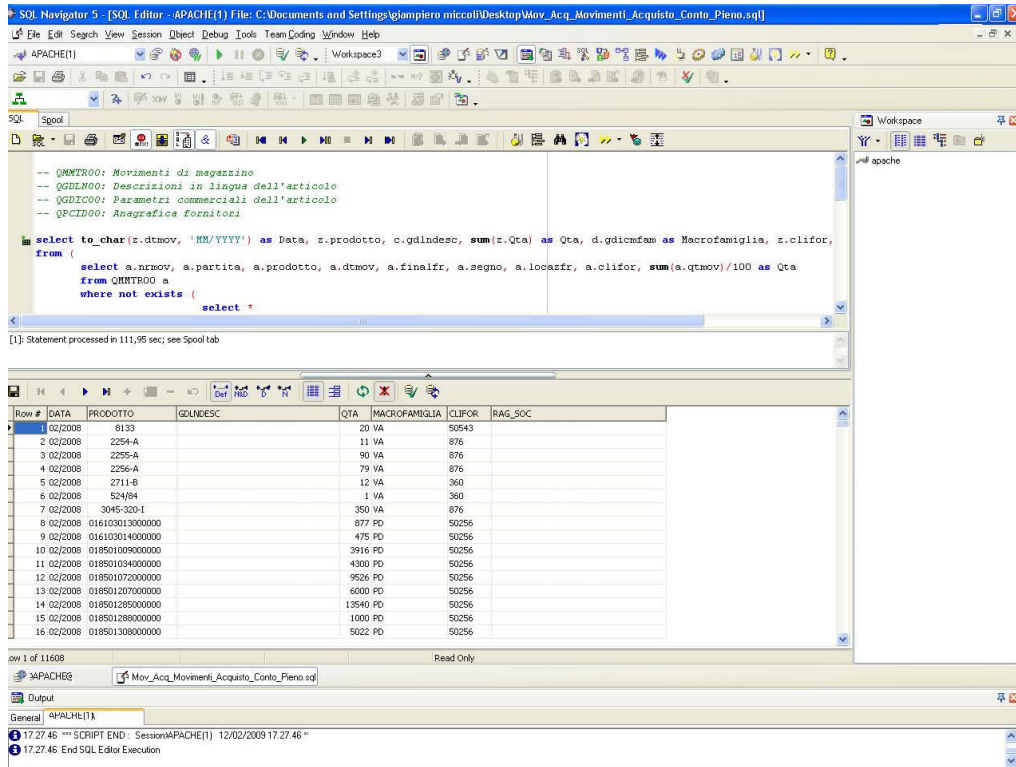 SQL Navigator 5 - [SQL Editor - APACHE(1) File: C:\Documents and Settings\giampiero miccoli\Desktop\Mov_Acq_Movimenti_Acquisto_Conto_Pieno.sql]
File Edit Search View Session Object Debug Tools Team Coding Window Help
APACHE(1) Workspace3
SQL Spool
Workspace
apache
-- QMMTR00: Movimenti di magazzino
-- QGDLN00: Descrizioni in lingua dell'articolo
-- QGDIC00: Parametri commerciali dell'articolo
-- QPCID00: Anagrafica fornitori
select to_char(z.dtmov, 'MM/YYYY') as Data, z.prodotto, c.gdlndesc, sum(z.Qta) as Qta, d.gdicmfam as Macrofamiglia, z.clifor,
from (
select a.nrmov, a.partita, a.prodotto, a.dtmov, a.finalfr, a.segno, a.locazfr, a.clifor, sum(a.qtmov)/100 as Qta
from QMMTR00 a
where not exists (
select *
[1]: Statement processed in 111,95 sec; see Spool tab
Def N&D D N
Row # DATA PRODOTTO GDLNDESC QTA MACROFAMIGLIA CLIFOR RAG_SOC
1 02/2008 8133 20 VA 50543
2 02/2008 2254-A 11 VA 876
3 02/2008 2255-A 90 VA 876
4 02/2008 2256-A 79 VA 876
5 02/2008 2711-B 12 VA 360
6 02/2008 524/84 1 VA 360
7 02/2008 3045-320-I 350 VA 876
8 02/2008 016103013000000 877 PD 50256
9 02/2008 016103014000000 475 PD 50256
10 02/2008 018501009000000 3916 PD 50256
11 02/2008 018501034000000 4300 PD 50256
12 02/2008 018501072000000 9526 PD 50256
13 02/2008 018501207000000 6000 PD 50256
14 02/2008 018501285000000 13540 PD 50256
15 02/2008 018501288000000 1000 PD 50256
16 02/2008 018501308000000 5022 PD 50256
ow 1 of 11608 Read Only
APACHE@ Mov_Acq_Movimenti_Acquisto_Conto_Pieno.sql
Output
General APACHE(1)
17.27.46 *** SCRIPT END : Session APACHE(1) 12/02/2009 17.27.46 *
17.27.46 End SQL Editor Execution